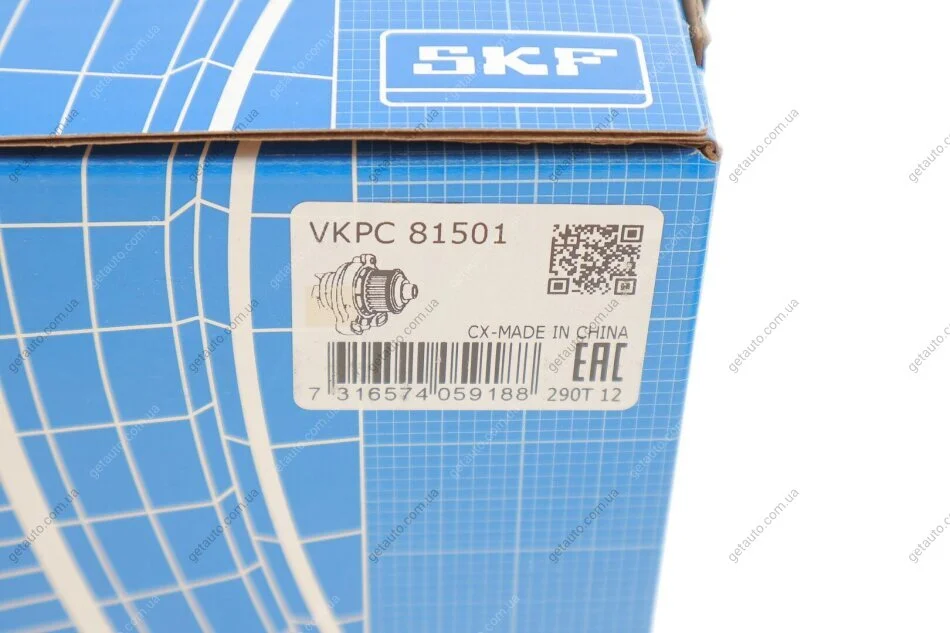 SKF
VKPC 81501
CX-MADE IN CHINA
EAC
7 316574 059188
290T 12
getauto.com.ua